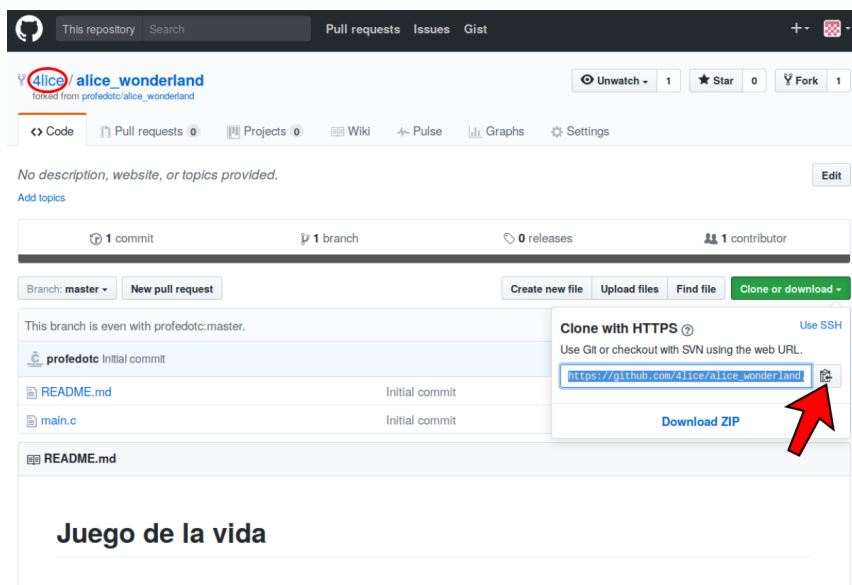 This repository Search Pull requests Issues Gist
4lice / alice_wonderland
forked from profedotc/alice_wonderland
Unwatch 1 Star 0 Fork 1
Code Pull requests 0 Projects 0 Wiki Pulse Graphs Settings
No description, website, or topics provided.
Edit
Add topics
1 commit 1 branch 0 releases 1 contributor
Branch: master New pull request Create new file Upload files Find file Clone or download
This branch is even with profedotc:master.
Clone with HTTPS ? Use SSH
Use Git or checkout with SVN using the web URL.
profedotc Initial commit
https://github.com/4lice/alice_wonderland.
README.md Initial commit
main.c Initial commit
Download ZIP
README.md
Juego de la vida